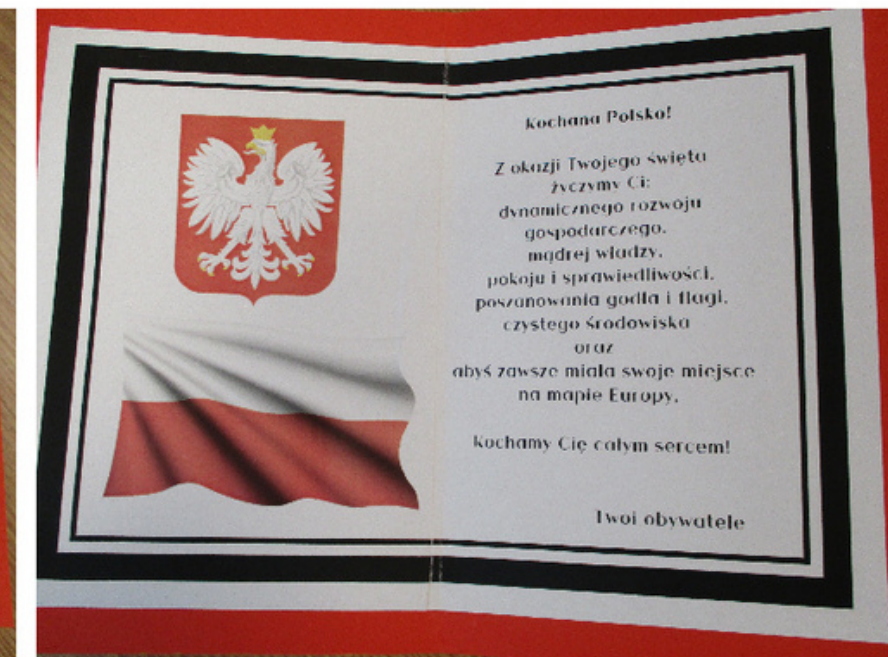 Kochana Polsko!
Z okazji Twojego święta
życzymy Ci:
dynamicznego rozwoju
gospodarczego,
mądrej władzy,
pokoju i sprawiedliwości,
poszanowania godła i flagi,
czystego środowiska
oraz
abyś zawsze miała swoje miejsce
na mapie Europy.
Kochamy Cię całym sercem!
Twoi obywatele